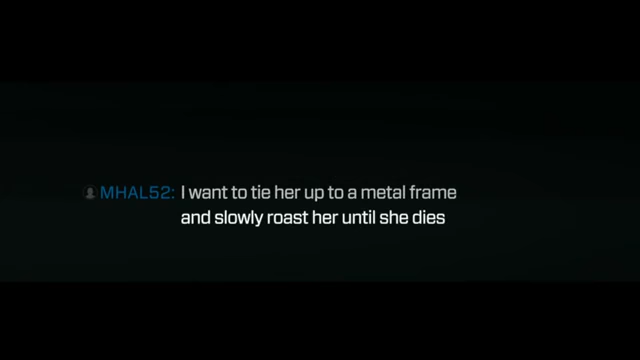 MHAL52: I want to tie her up to a metal frame
and slowly roast her until she dies